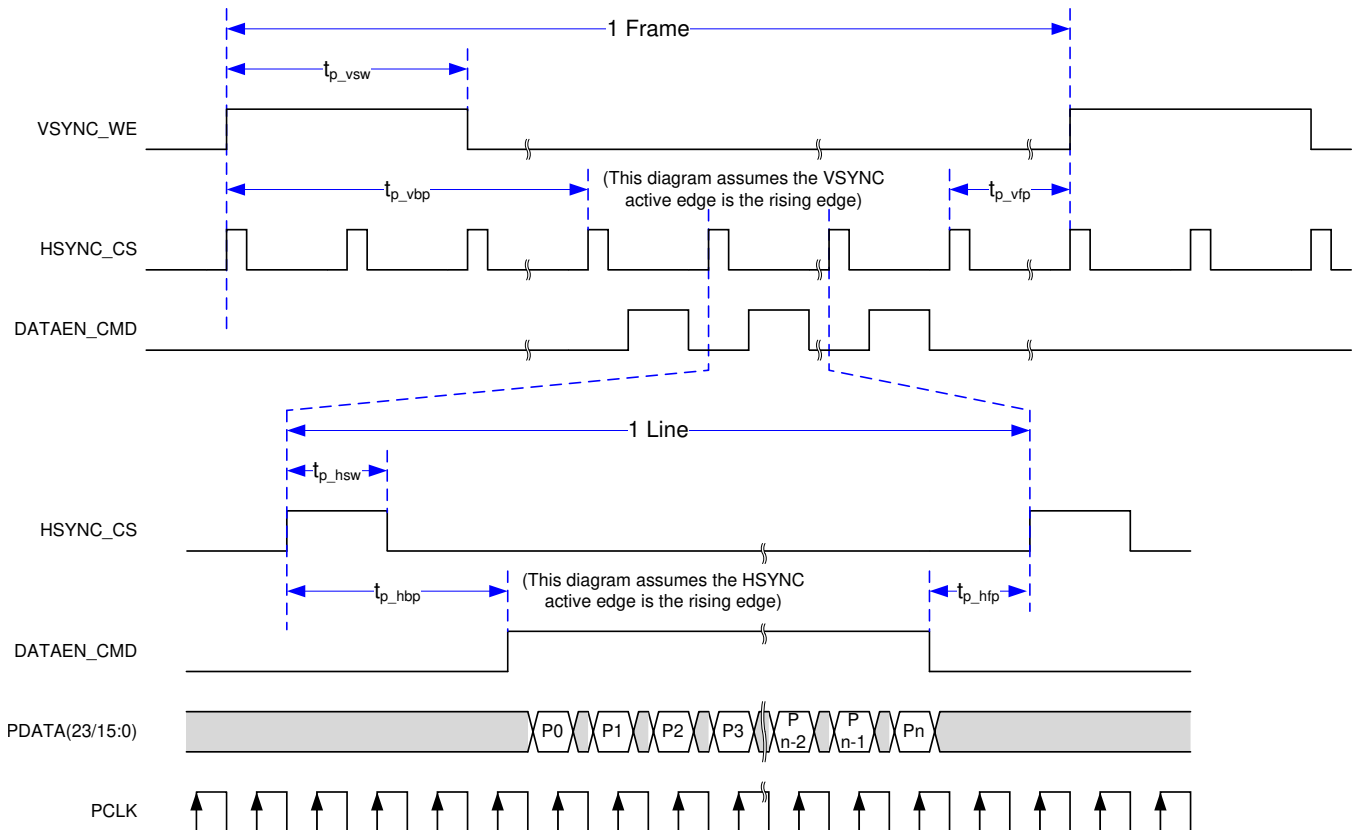 1 Frame
tp_vsw
VSYNC_WE
tp_vbp
(This diagram assumes the VSYNC
active edge is the rising edge)
tp_vfp
HSYNC_CS
DATAEN_CMD
1 Line
tp_hsw
HSYNC_CS
tp_hbp
(This diagram assumes the HSYNC
active edge is the rising edge)
tp_hfp
DATAEN_CMD
PDATA(23/15:0)
P0
P1
P2
P3
P
n-2
P
n-1
Pn
PCLK